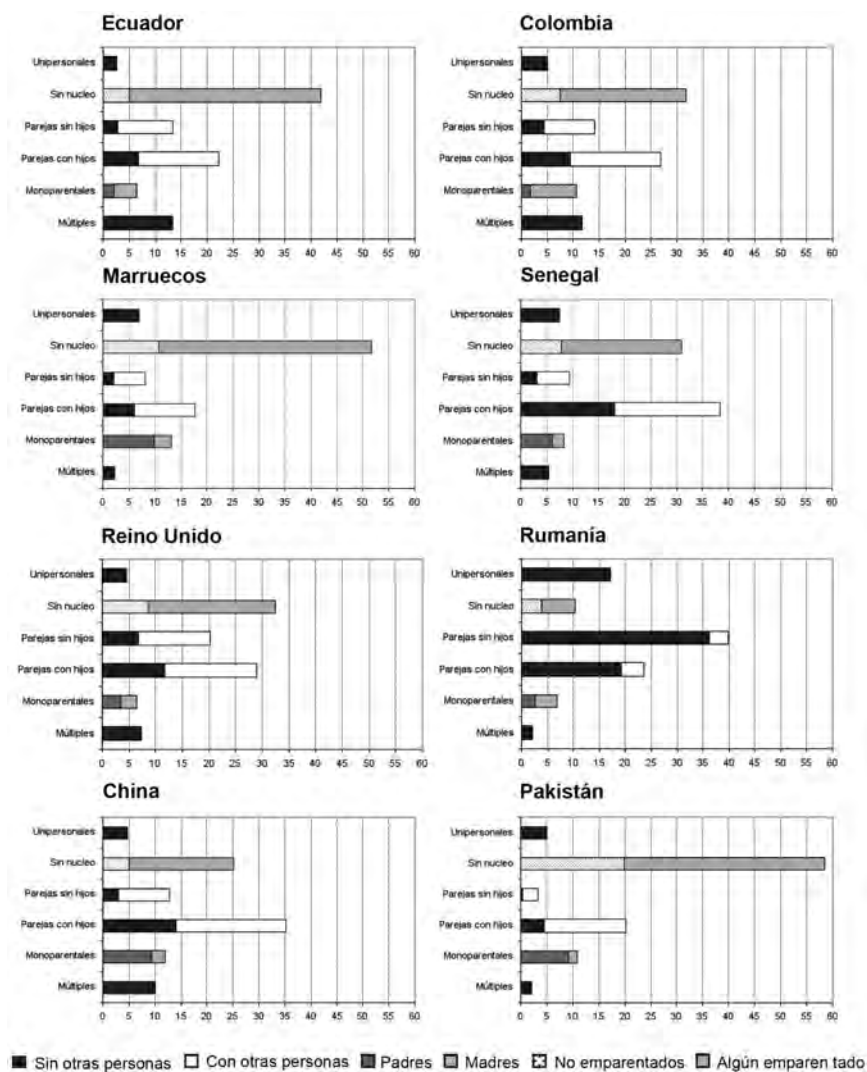 Ecuador
Unipersonales
Sin nucleo
Parejas sin hijos
Parejas con hijos
Monoparentales
Múltiples
0 5 10 15 20 25 30 35 40 45 50 55 60
Colombia
Unipersonales
Sin nucleo
Parejas sin hijos
Parejas con hijos
Monoparentales
Múltiples
0 5 10 15 20 25 30 35 40 45 50 55 60
Marruecos
Unipersonales
Sin nucleo
Parejas sin hijos
Parejas con hijos
Monoparentales
Múltiples
0 5 10 15 20 25 30 35 40 45 50 55 60
Senegal
Unipersonales
Sin nucleo
Parejas sin hijos
Parejas con hijos
Monoparentales
Múltiples
0 5 10 15 20 25 30 35 40 45 50 55 60
Reino Unido
Unipersonales
Sin nucleo
Parejas sin hijos
Parejas con hijos
Monoparentales
Múltiples
0 5 10 15 20 25 30 35 40 45 50 55 60
Rumanía
Unipersonales
Sin nucleo
Parejas sin hijos
Parejas con hijos
Monoparentales
Múltiples
0 5 10 15 20 25 30 35 40 45 50 55 60
China
Unipersonales
Sin nucleo
Parejas sin hijos
Parejas con hijos
Monoparentales
Múltiples
0 5 10 15 20 25 30 35 40 45 50 55 60
Pakistán
Unipersonales
Sin nucleo
Parejas sin hijos
Parejas con hijos
Monoparentales
Múltiples
0 5 10 15 20 25 30 35 40 45 50 55 60
Sin otras personas Con otras personas Padres Madres No emparentados Algún emparen tado